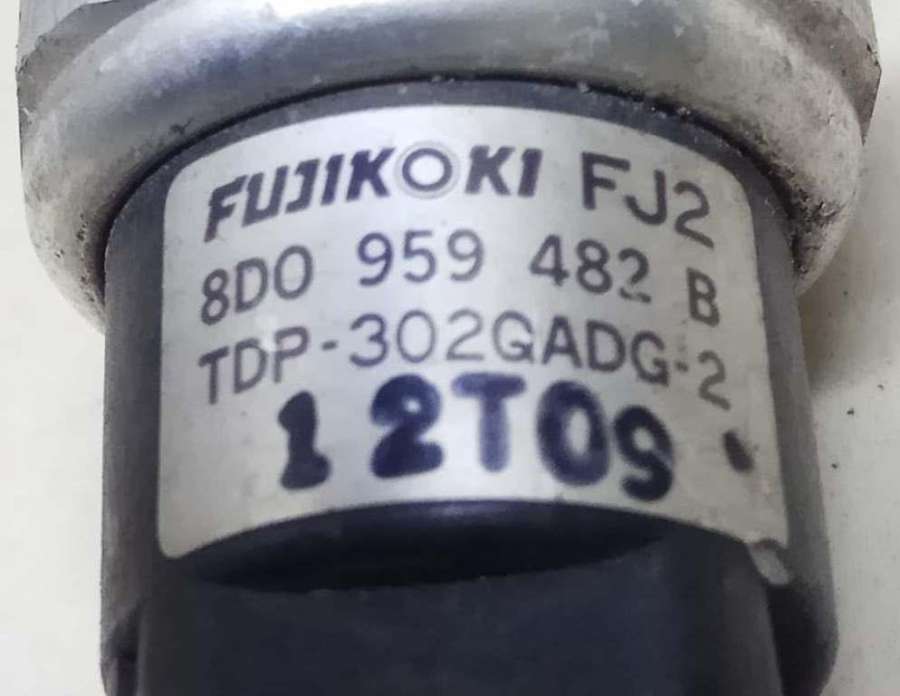 FUJIKOKI FJ2
8D0 959 482 B
TDP-302GADG-2
12T09